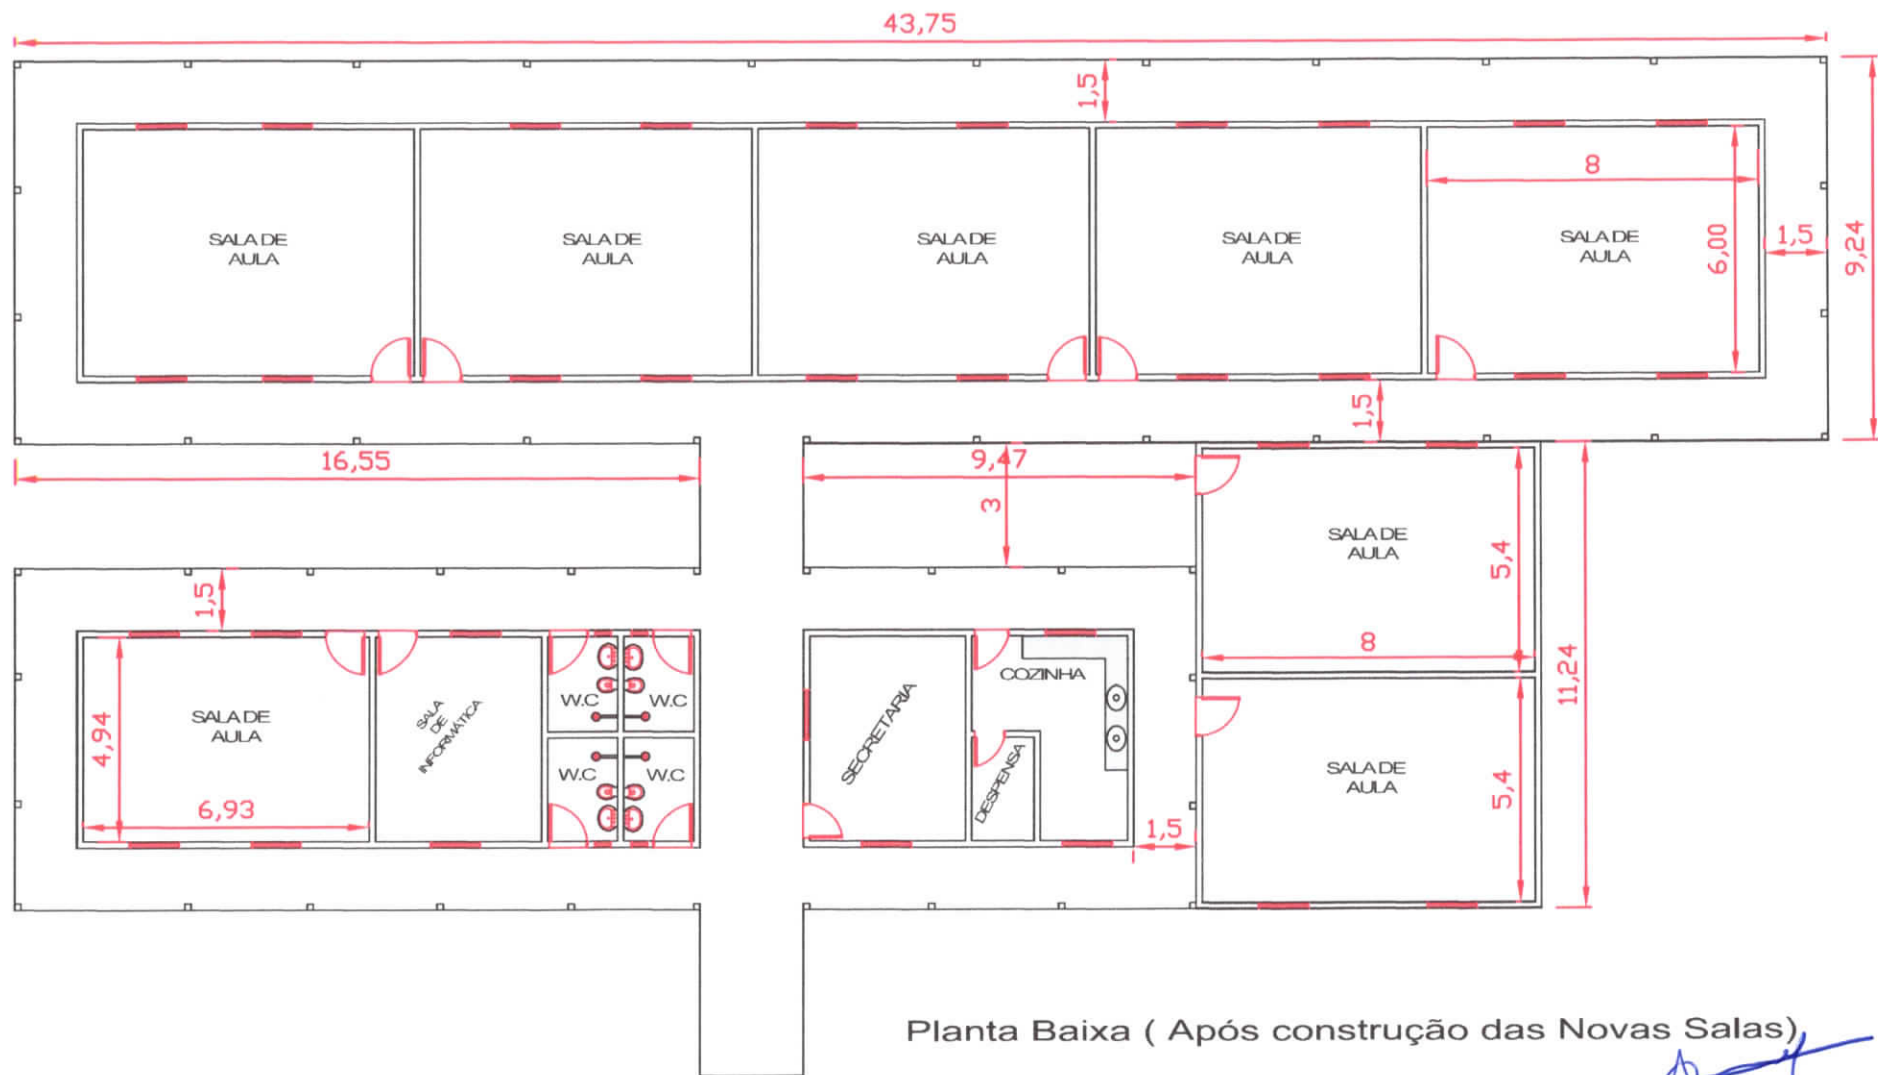 43,75
1,5
8
SALA DE
AULA
SALA DE
AULA
SALA DE
AULA
SALA DE
AULA
SALA DE
AULA
6,00
1,5
9,24
1,5
16,55
9,47
3
SALA DE
AULA
5,4
8
11,24
1,5
SALA DE
AULA
4,94
6,93
SALA
DE
INFORMÁTICA
W.C
W.C
W.C
W.C
SECRETARIA
COZINHA
DESPENSA
1,5
SALA DE
AULA
5,4
Planta Baixa ( Após construção das Novas Salas)